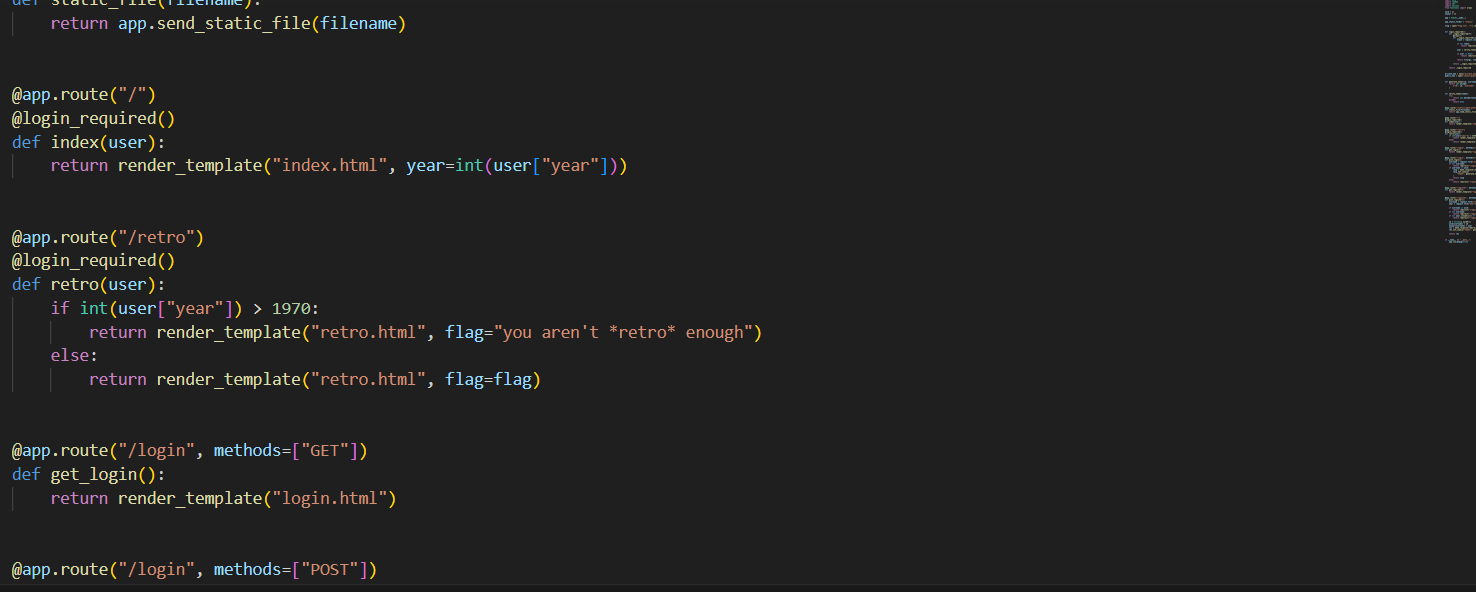 def static_file(filename):
    return app.send_static_file(filename)
@app.route("/")
@login_required()
def index(user):
    return render_template("index.html", year=int(user["year"]))
@app.route("/retro")
@login_required()
def retro(user):
    if int(user["year"]) > 1970:
        return render_template("retro.html", flag="you aren't *retro* enough")
    else:
        return render_template("retro.html", flag=flag)
@app.route("/login", methods=["GET"])
def get_login():
    return render_template("login.html")
@app.route("/login", methods=["POST"])